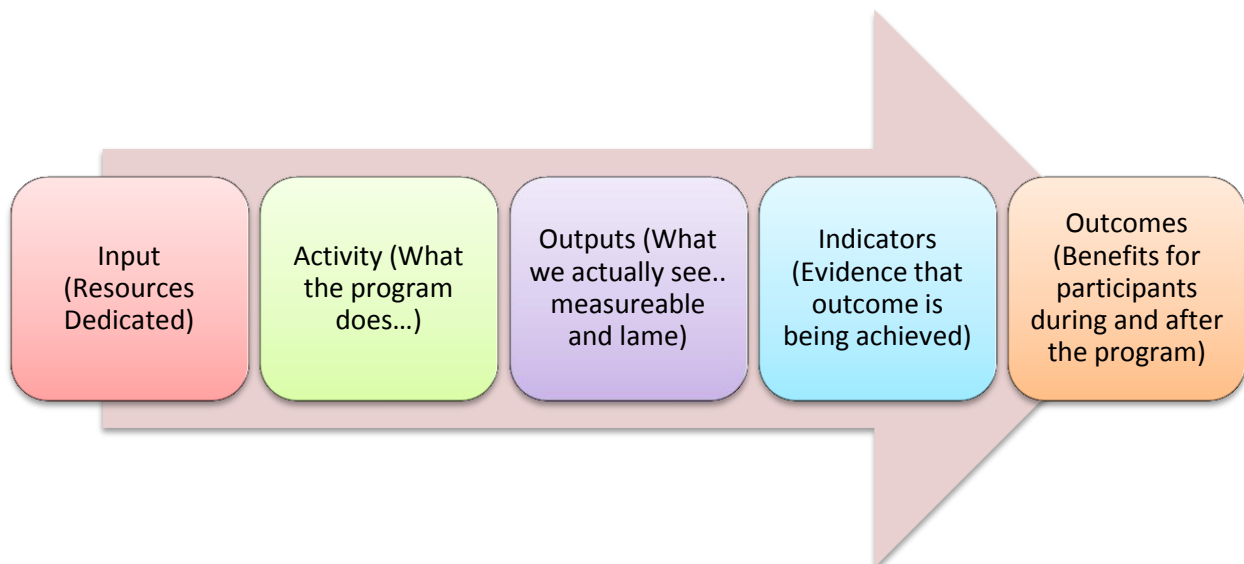 Input
(Resources
Dedicated)
Activity (What
the program
does…)
Outputs (What
we actually see..
measureable
and lame)
Indicators
(Evidence that
outcome is
being achieved)
Outcomes
(Benefits for
participants
during and after
the program)